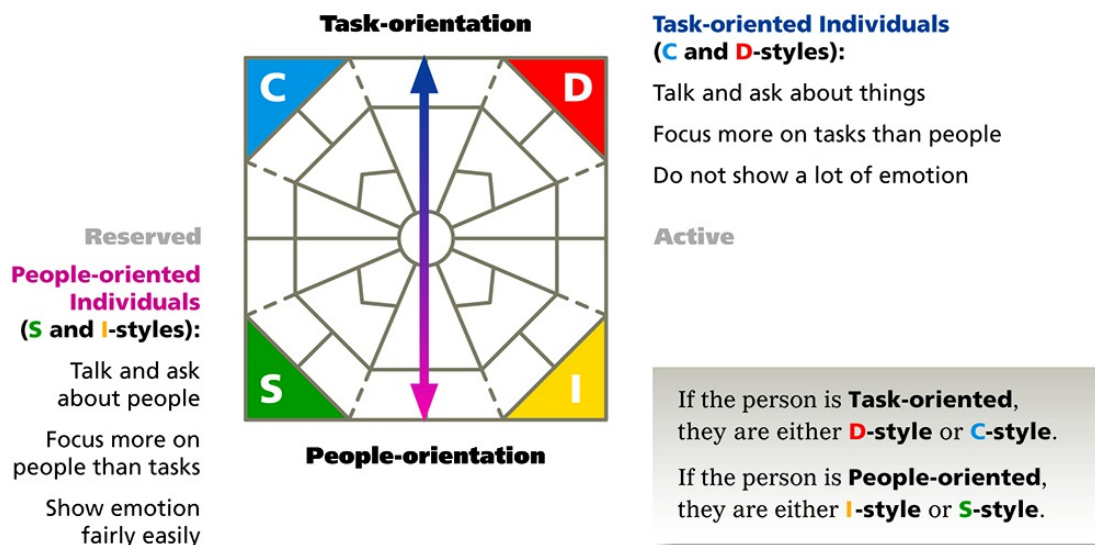 Task-orientation
C
D
S
I
People-orientation
Reserved
Active
Task-oriented Individuals
(C and D-styles):
Talk and ask about things
Focus more on tasks than people
Do not show a lot of emotion
People-oriented
Individuals
(S and I-styles):
Talk and ask
about people
Focus more on
people than tasks
Show emotion
fairly easily
If the person is Task-oriented,
they are either D-style or C-style.
If the person is People-oriented,
they are either I-style or S-style.